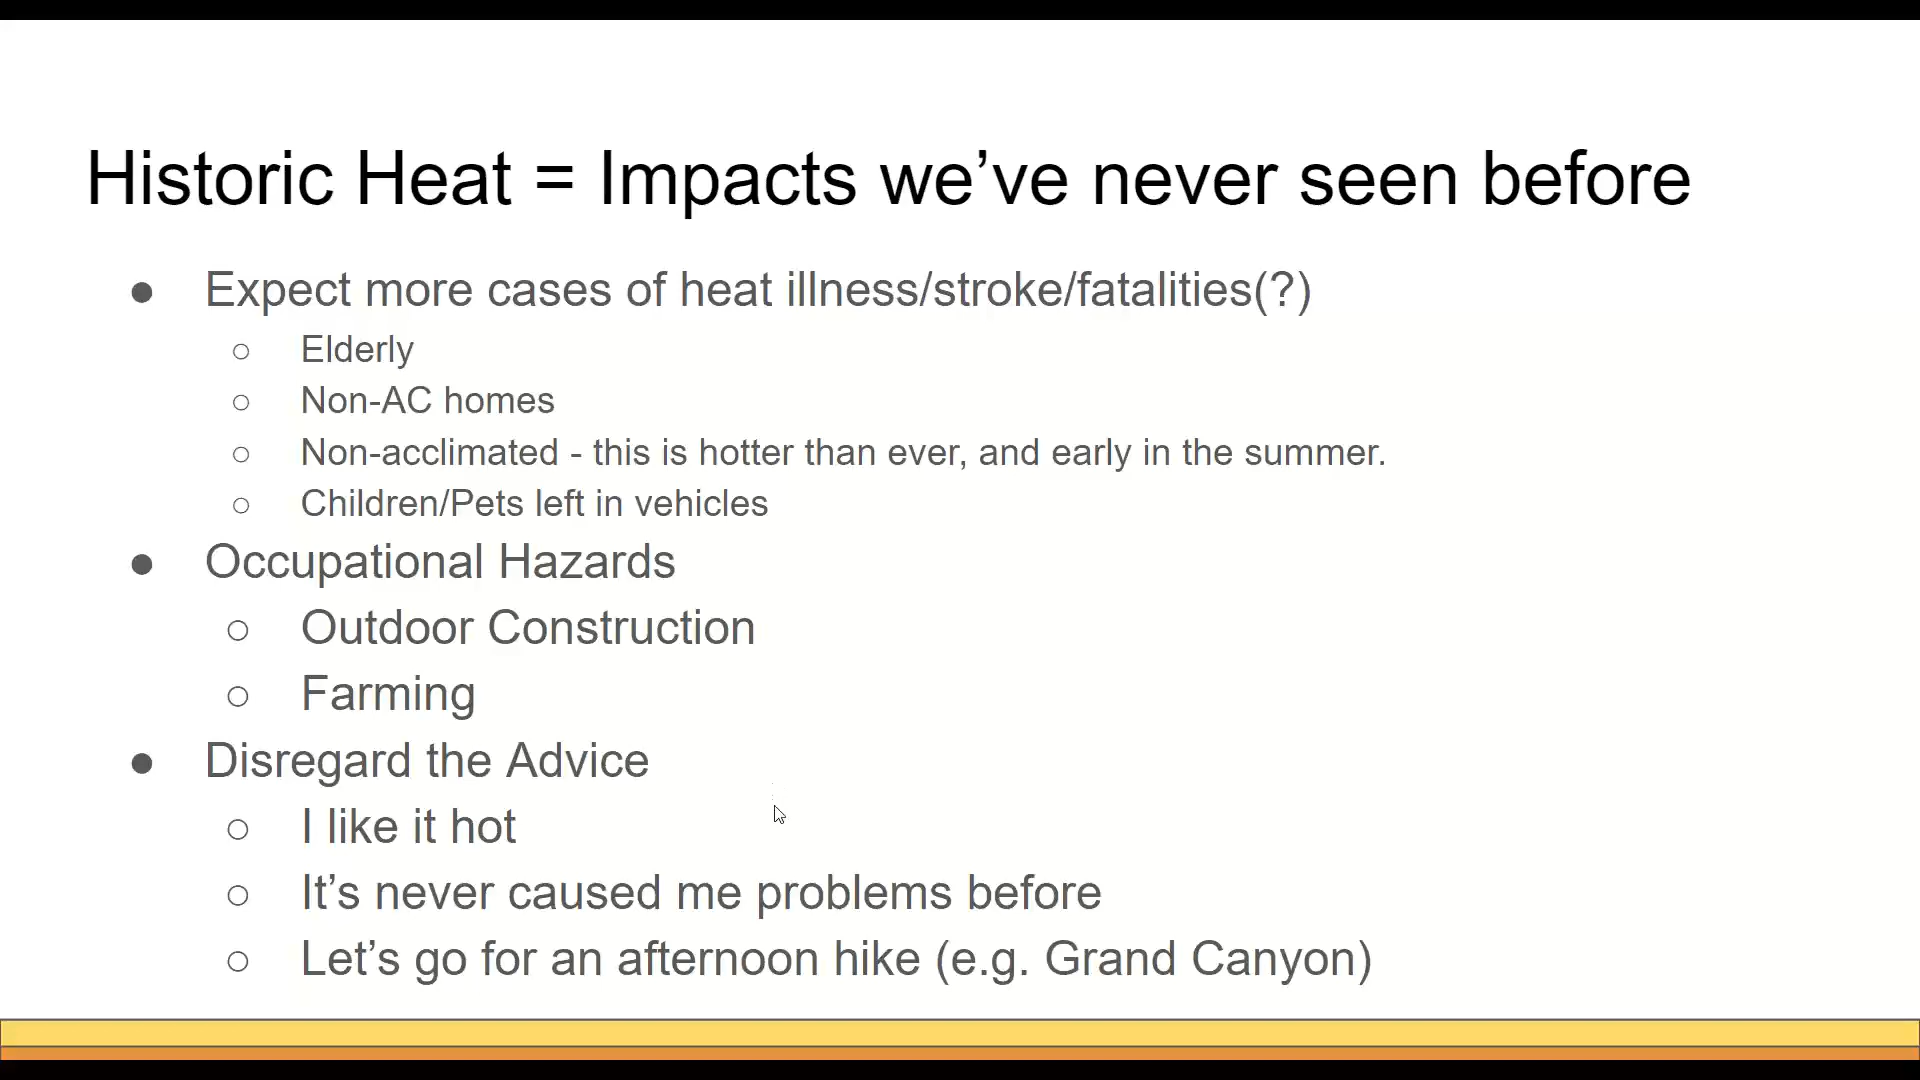 Historic Heat = Impacts we’ve never seen before
● Expect more cases of heat illness/stroke/fatalities(?)
○ Elderly
○ Non-AC homes
○ Non-acclimated - this is hotter than ever, and early in the summer.
○ Children/Pets left in vehicles
● Occupational Hazards
○ Outdoor Construction
○ Farming
● Disregard the Advice
○ I like it hot
○ It’s never caused me problems before
○ Let’s go for an afternoon hike (e.g. Grand Canyon)